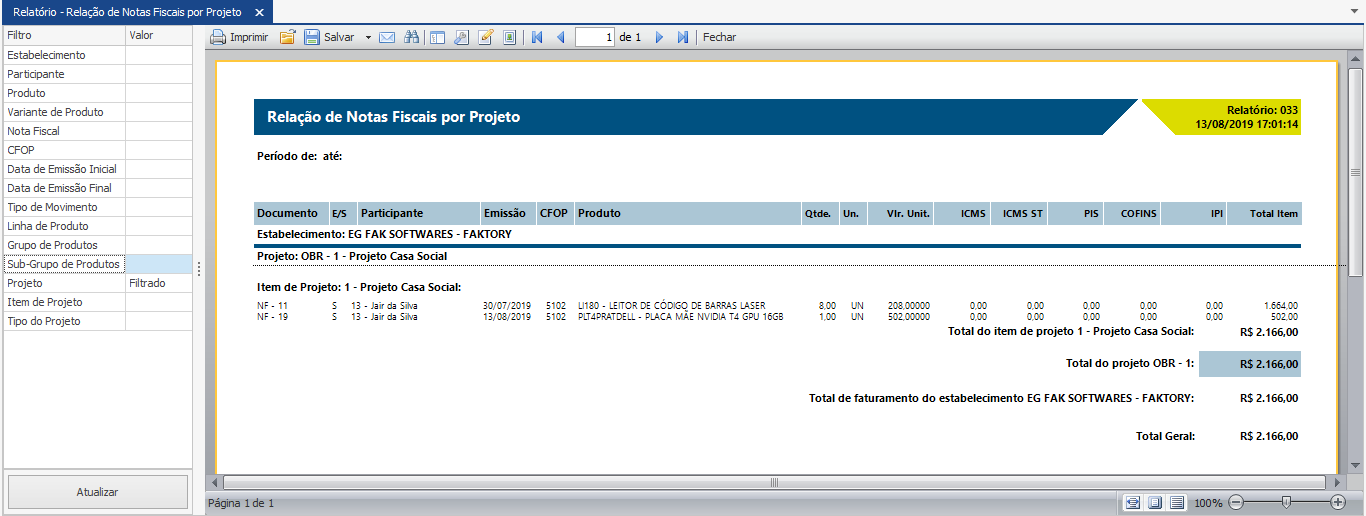 Relatório - Relação de Notas Fiscais por Projeto
Filtro Valor
Estabelecimento
Participante
Produto
Variante de Produto
Nota Fiscal
CFOP
Data de Emissão Inicial
Data de Emissão Final
Tipo de Movimento
Linha de Produto
Grupo de Produtos
Sub-Grupo de Produtos
Projeto Filtrado
Item de Projeto
Tipo do Projeto
Atualizar
Imprimir Salvar 1 de 1 Fechar
Relação de Notas Fiscais por Projeto
Relatório: 033
13/08/2019 17:01:14
Período de: até:
Documento E/S Participante Emissão CFOP Produto Qtde. Un. Vlr. Unit. ICMS ICMS ST PIS COFINS IPI Total Item
Estabelecimento: EG FAK SOFTWARES - FAKTORY
Projeto: OBR - 1 - Projeto Casa Social
Item de Projeto: 1 - Projeto Casa Social:
NF - 11 S 13 - Jair da Silva 30/07/2019 5102 LI180 - LEITOR DE CÓDIGO DE BARRAS LASER 8,00 UN 208,00000 0,00 0,00 0,00 0,00 0,00 1.664,00
NF - 19 S 13 - Jair da Silva 13/08/2019 5102 PLT4PRATDELL - PLACA MÃE NVIDIA T4 GPU 16GB 1,00 UN 502,00000 0,00 0,00 0,00 0,00 0,00 502,00
Total do item de projeto 1 - Projeto Casa Social: R$ 2.166,00
Total do projeto OBR - 1: R$ 2.166,00
Total de faturamento do estabelecimento EG FAK SOFTWARES - FAKTORY: R$ 2.166,00
Total Geral: R$ 2.166,00
Página 1 de 1
100%